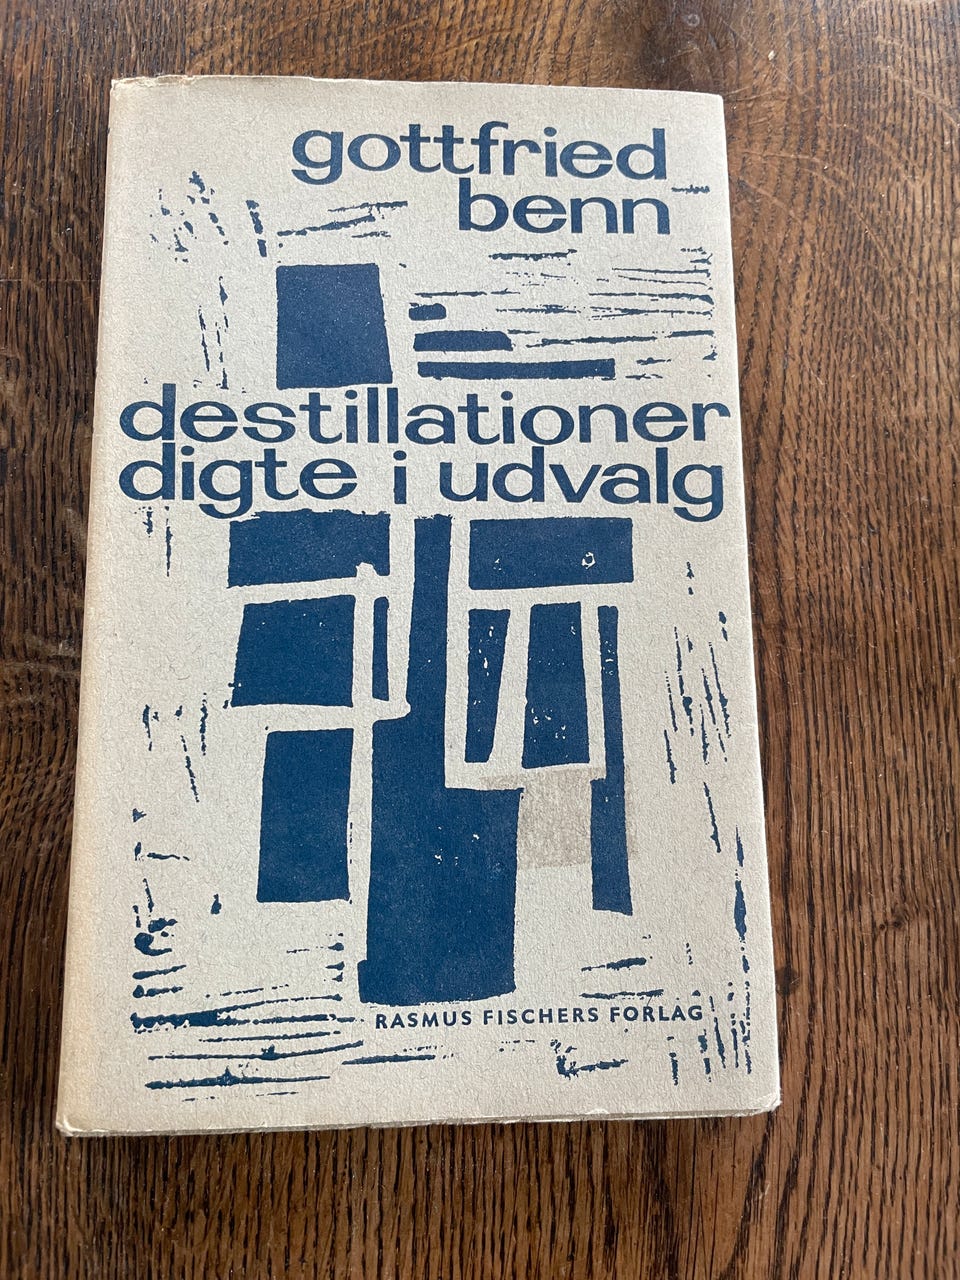 gottfried
benn
destillationer
digte i udvalg
RASMUS FISCHERS FORLAG